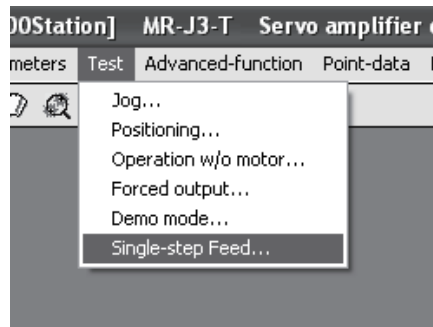 00Station] MR-J3-T Servo amplifier
meters Test Advanced-function Point-data
Jog...
Positioning...
Operation w/o motor...
Forced output...
Demo mode...
Single-step Feed...